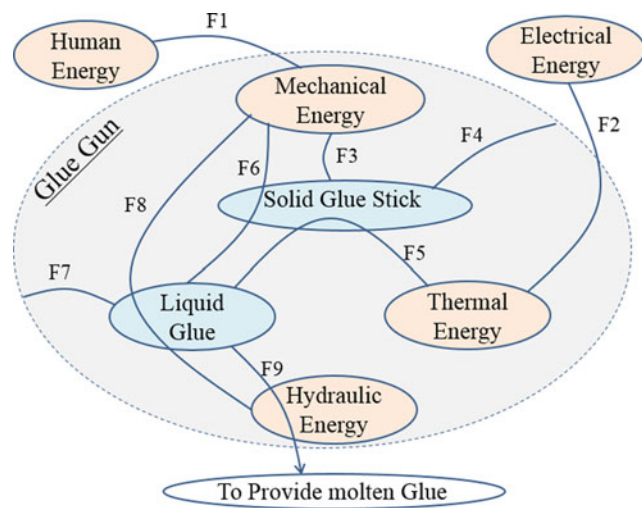 F1
Human
Energy
Electrical
Energy
Mechanical
Energy
Glue Gun
F4
F2
F3
F6
Solid Glue Stick
F8
F5
F7
Liquid
Glue
Thermal
Energy
F9
Hydraulic
Energy
To Provide molten Glue